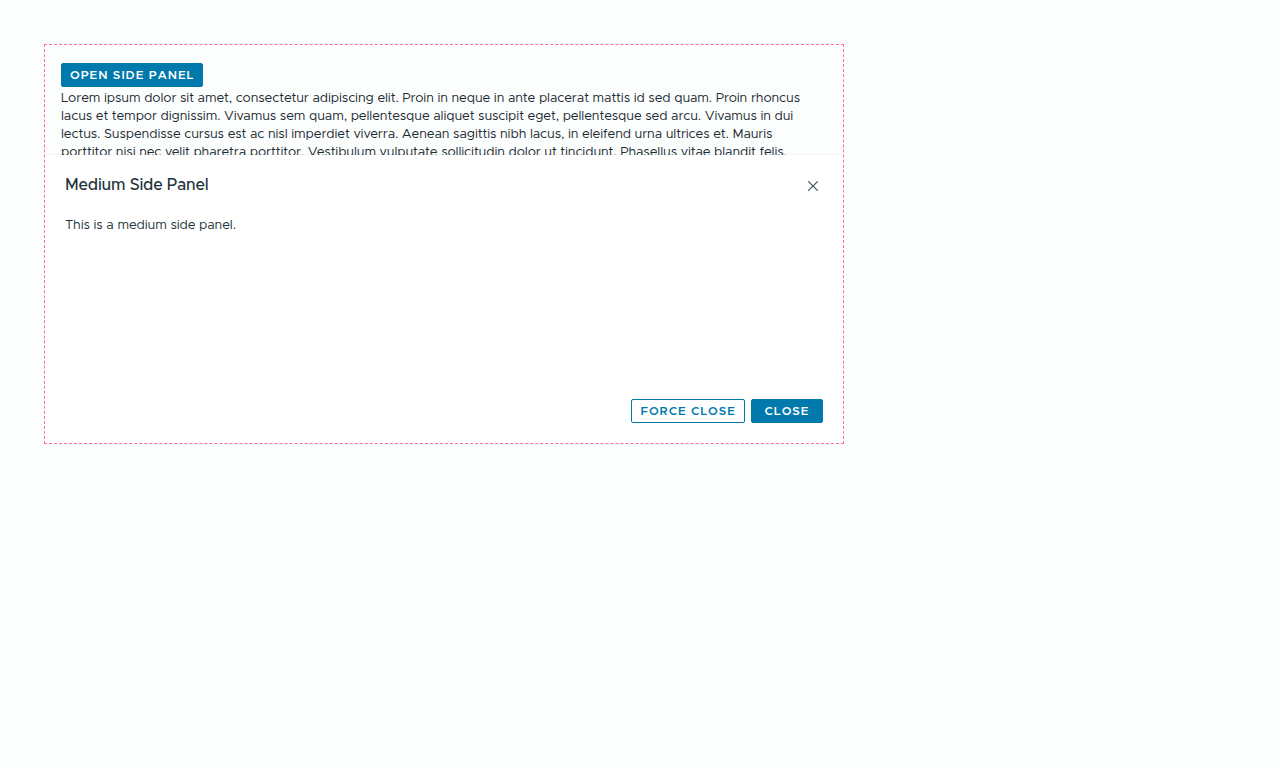 OPEN SIDE PANEL
Lorem ipsum dolor sit amet, consectetur adipiscing elit. Proin in neque in ante placerat mattis id sed quam. Proin rhoncus
lacus et tempor dignissim. Vivamus sem quam, pellentesque aliquet suscipit eget, pellentesque sed arcu. Vivamus in dui
lectus. Suspendisse cursus est ac nisl imperdiet viverra. Aenean sagittis nibh lacus, in eleifend urna ultrices et. Mauris
porttitor nisi nec velit pharetra porttitor. Vestibulum vulputate sollicitudin dolor ut tincidunt. Phasellus vitae blandit felis.
Medium Side Panel
This is a medium side panel.
FORCE CLOSE CLOSE